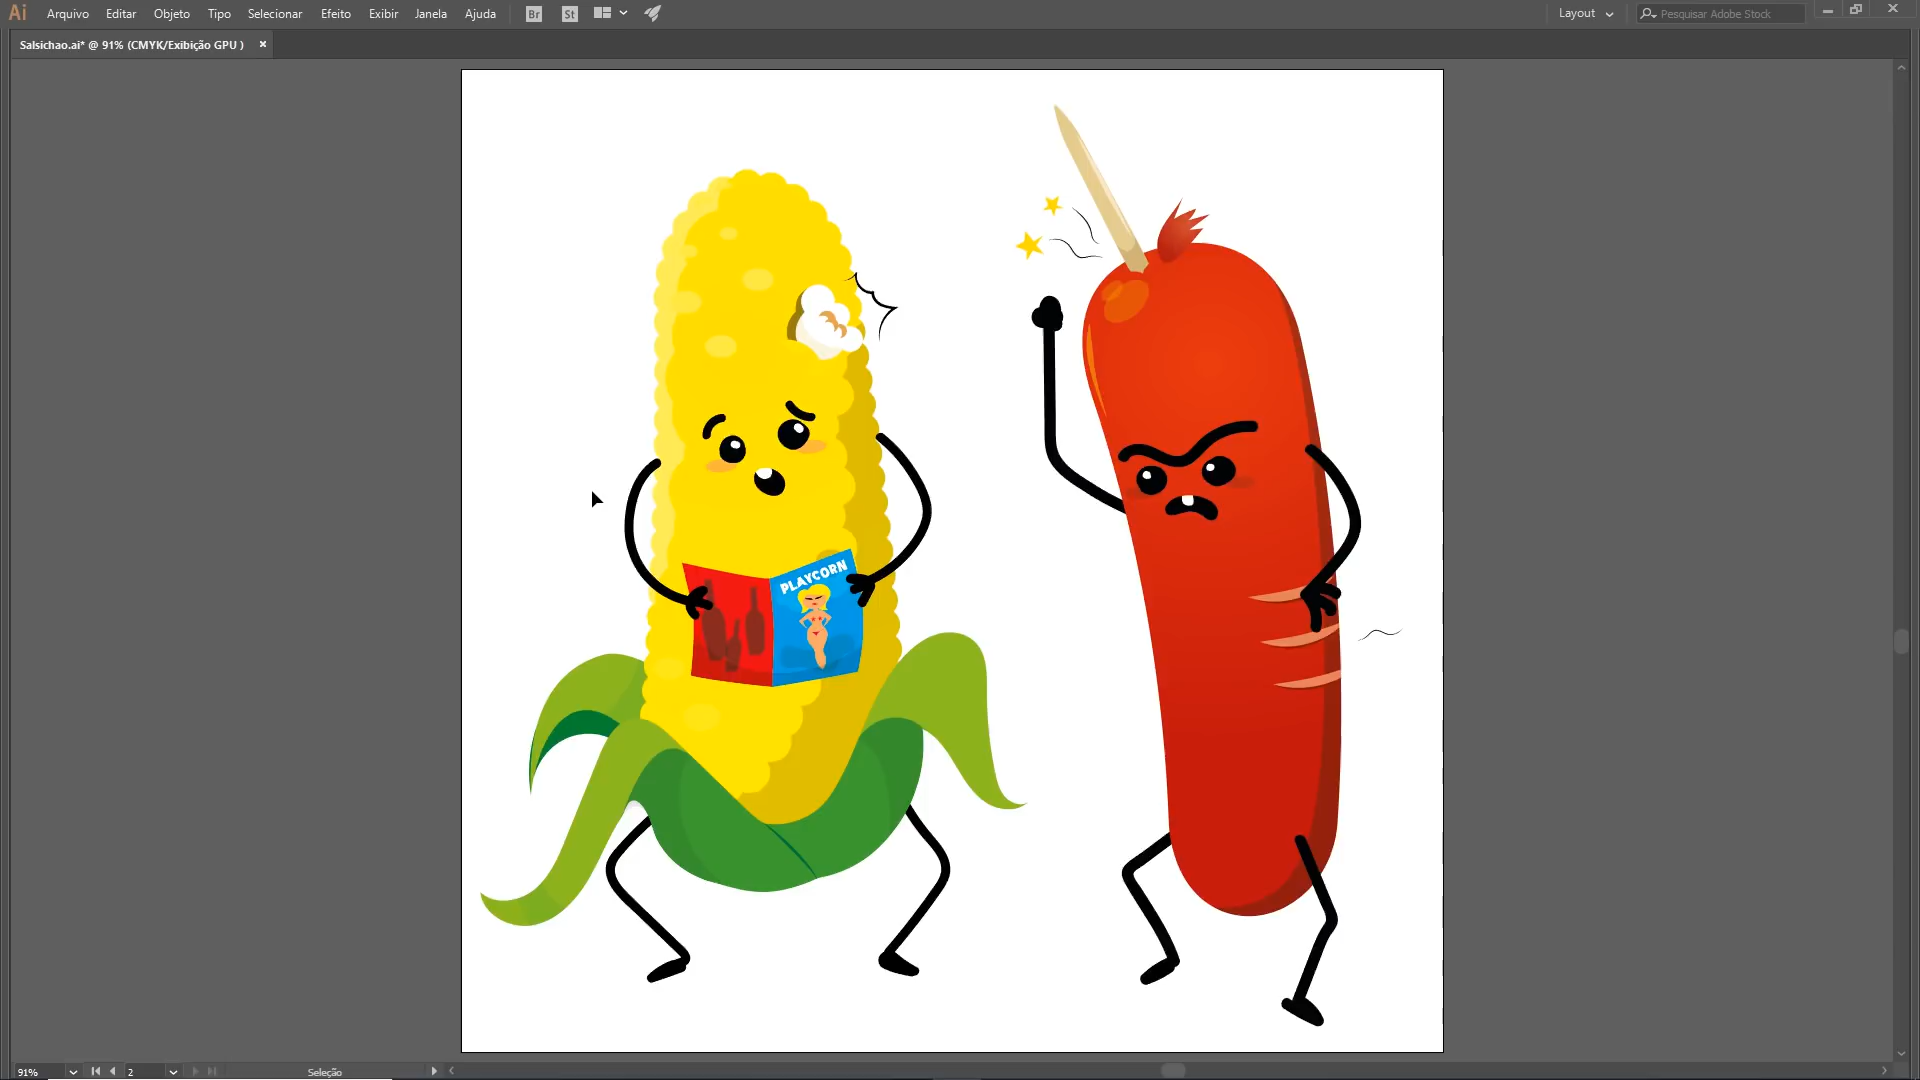 Ai Arquivo Editar Objeto Tipo Selecionar Efeito Exibir Janela Ajuda Br St Layout Pesquisar Adobe Stock
Salsichao.ai* @ 91% (CMYK/Exibição GPU ) ×
PLAYCORN
91% 2 Seleção